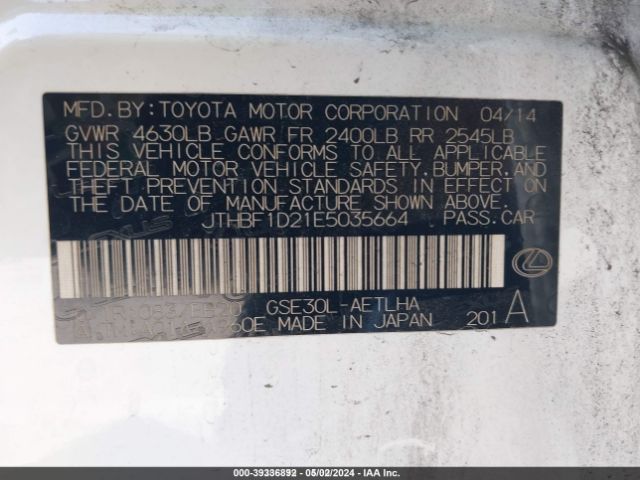 MFD. BY: TOYOTA MOTOR CORPORATION 04/14
GVWR 4630LB GAWR FR 2400LB RR 2545LB
THIS VEHICLE CONFORMS TO ALL APPLICABLE
FEDERAL MOTOR VEHICLE SAFETY, BUMPER, AND
THEFT PREVENTION STANDARDS IN EFFECT ON
THE DATE OF MANUFACTURE SHOWN ABOVE.
JTHBF1D21E5035664 PASS.CAR
GSE30L-AETLHA
MADE IN JAPAN 201 A
000-39336892 - 05/02/2024 - IAA Inc.